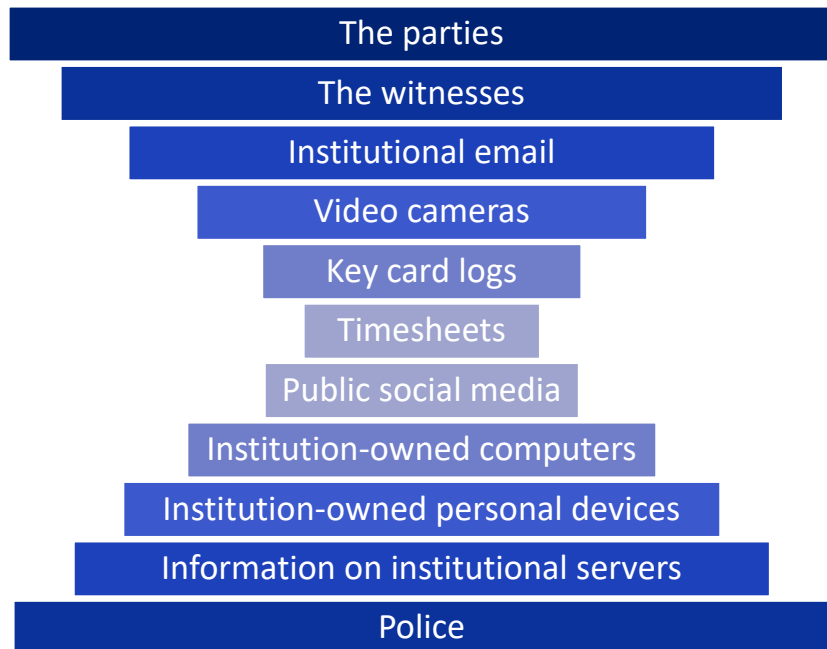 The parties
The witnesses
Institutional email
Video cameras
Key card logs
Timesheets
Public social media
Institution-owned computers
Institution-owned personal devices
Information on institutional servers
Police